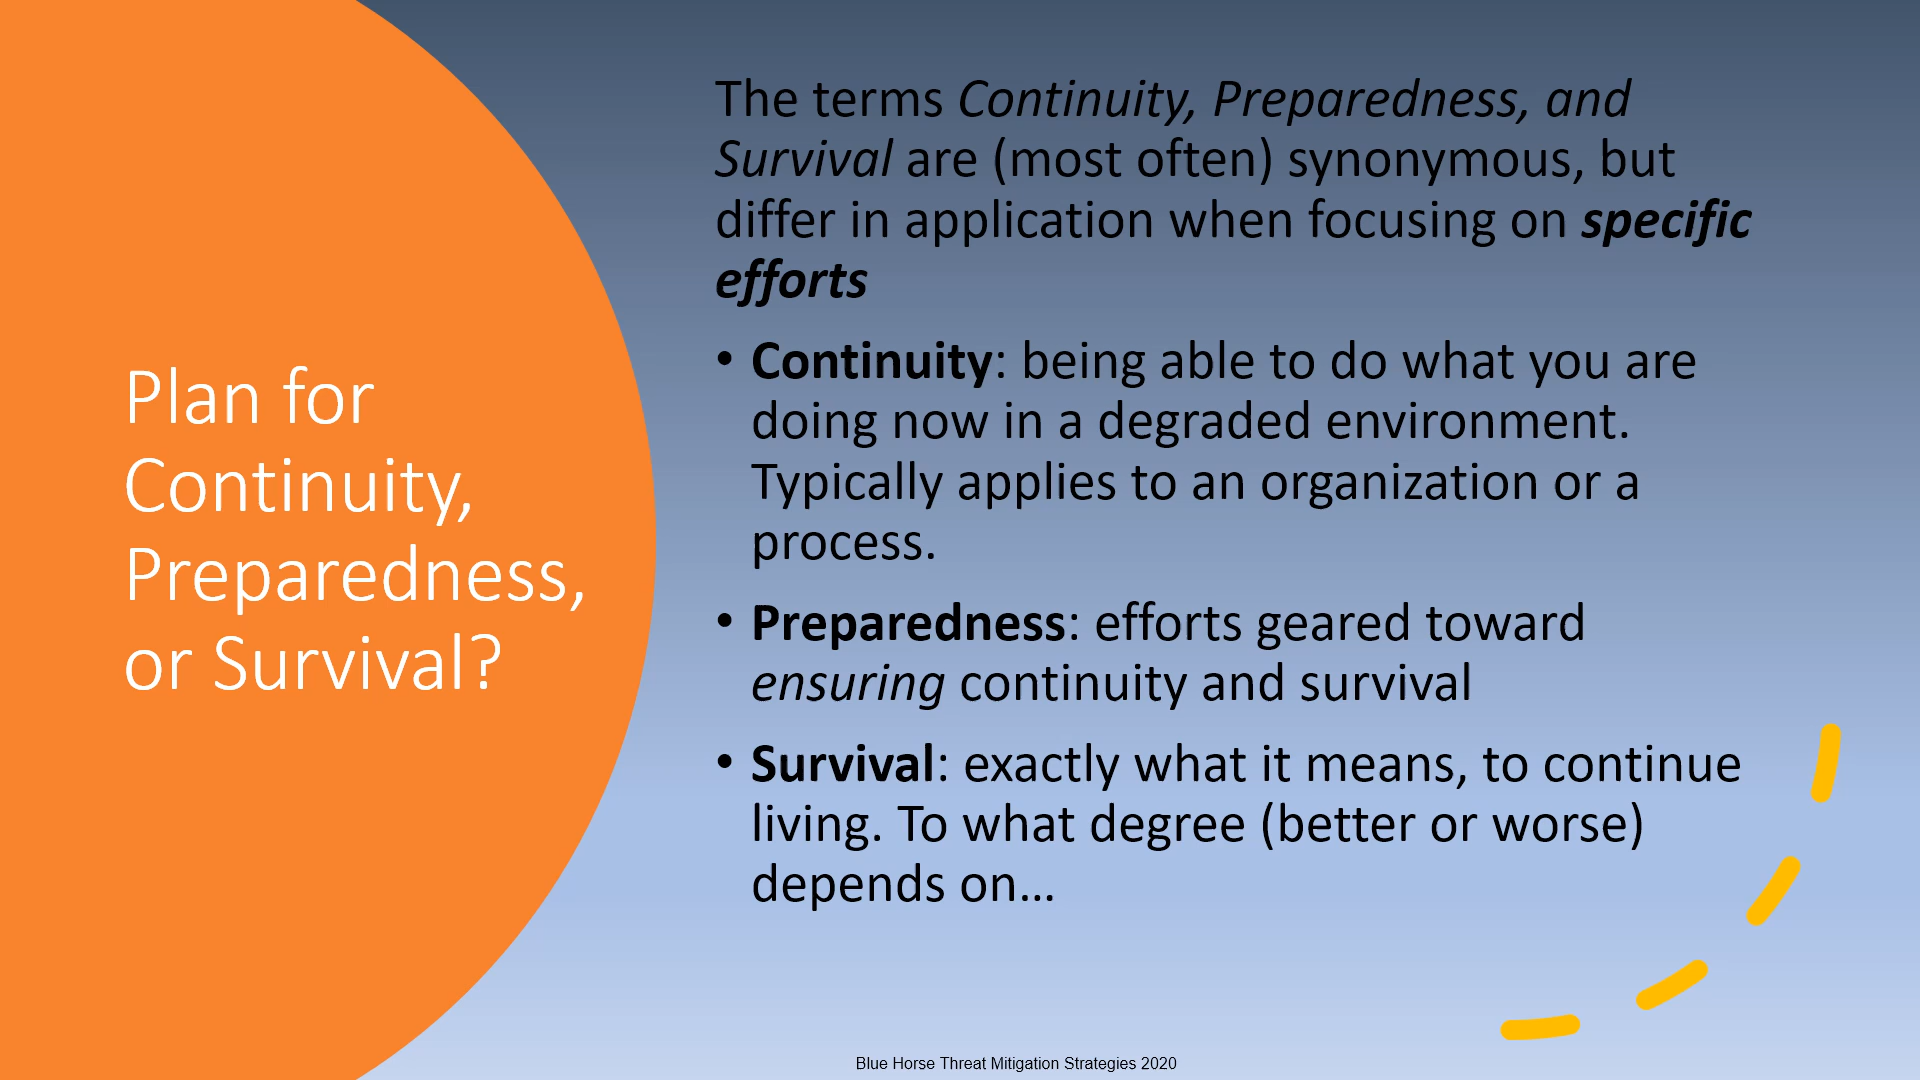 Plan for
Continuity,
Preparedness,
or Survival?
The terms Continuity, Preparedness, and
Survival are (most often) synonymous, but
differ in application when focusing on specific
efforts
• Continuity: being able to do what you are
doing now in a degraded environment.
Typically applies to an organization or a
process.
• Preparedness: efforts geared toward
ensuring continuity and survival
• Survival: exactly what it means, to continue
living. To what degree (better or worse)
depends on...
Blue Horse Threat Mitigation Strategies 2020